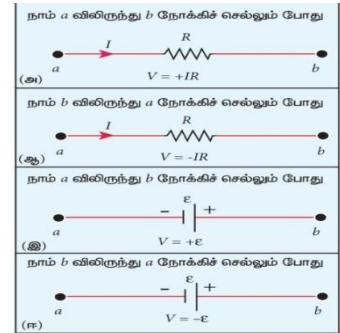 நாம் a விலிருந்து b நோக்கிச் செல்லும் போது
I R
a b
V = +IR
(அ)
நாம் b விலிருந்து a நோக்கிச் செல்லும் போது
I R
a b
V = -IR
(ஆ)
நாம் a விலிருந்து b நோக்கிச் செல்லும் போது
ε
− +
a b
V = +ε
(இ)
நாம் b விலிருந்து a நோக்கிச் செல்லும் போது
ε
− +
a b
V = −ε
(ஈ)